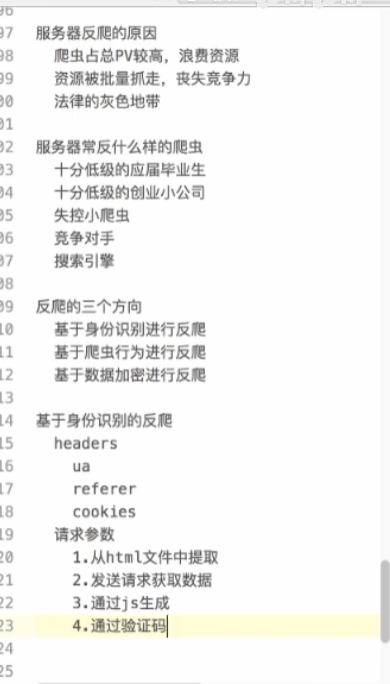 96
97 服务器反爬的原因
98 爬虫占总PV较高，浪费资源
99 资源被批量抓走，丧失竞争力
00 法律的灰色地带
01
02 服务器常反什么样的爬虫
03 十分低级的应届毕业生
04 十分低级的创业小公司
05 失控小爬虫
06 竞争对手
07 搜索引擎
08
09 反爬的三个方向
10 基于身份识别进行反爬
11 基于爬虫行为进行反爬
12 基于数据加密进行反爬
13
14 基于身份识别的反爬
15 headers
16 ua
17 referer
18 cookies
19 请求参数
20 1.从html文件中提取
21 2.发送请求获取数据
22 3.通过js生成
23 4.通过验证码
24
25